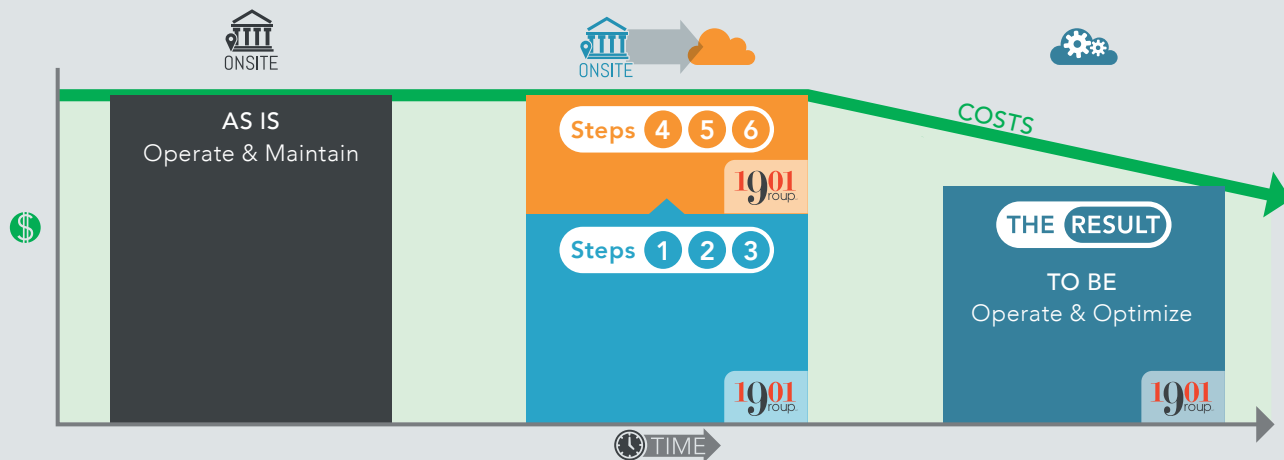 ONSITE
ONSITE
COSTS
AS IS
Operate & Maintain
Steps 4 5 6
1901
roup
Steps 1 2 3
1901
roup
THE RESULT
TO BE
Operate & Optimize
1901
roup
$
TIME